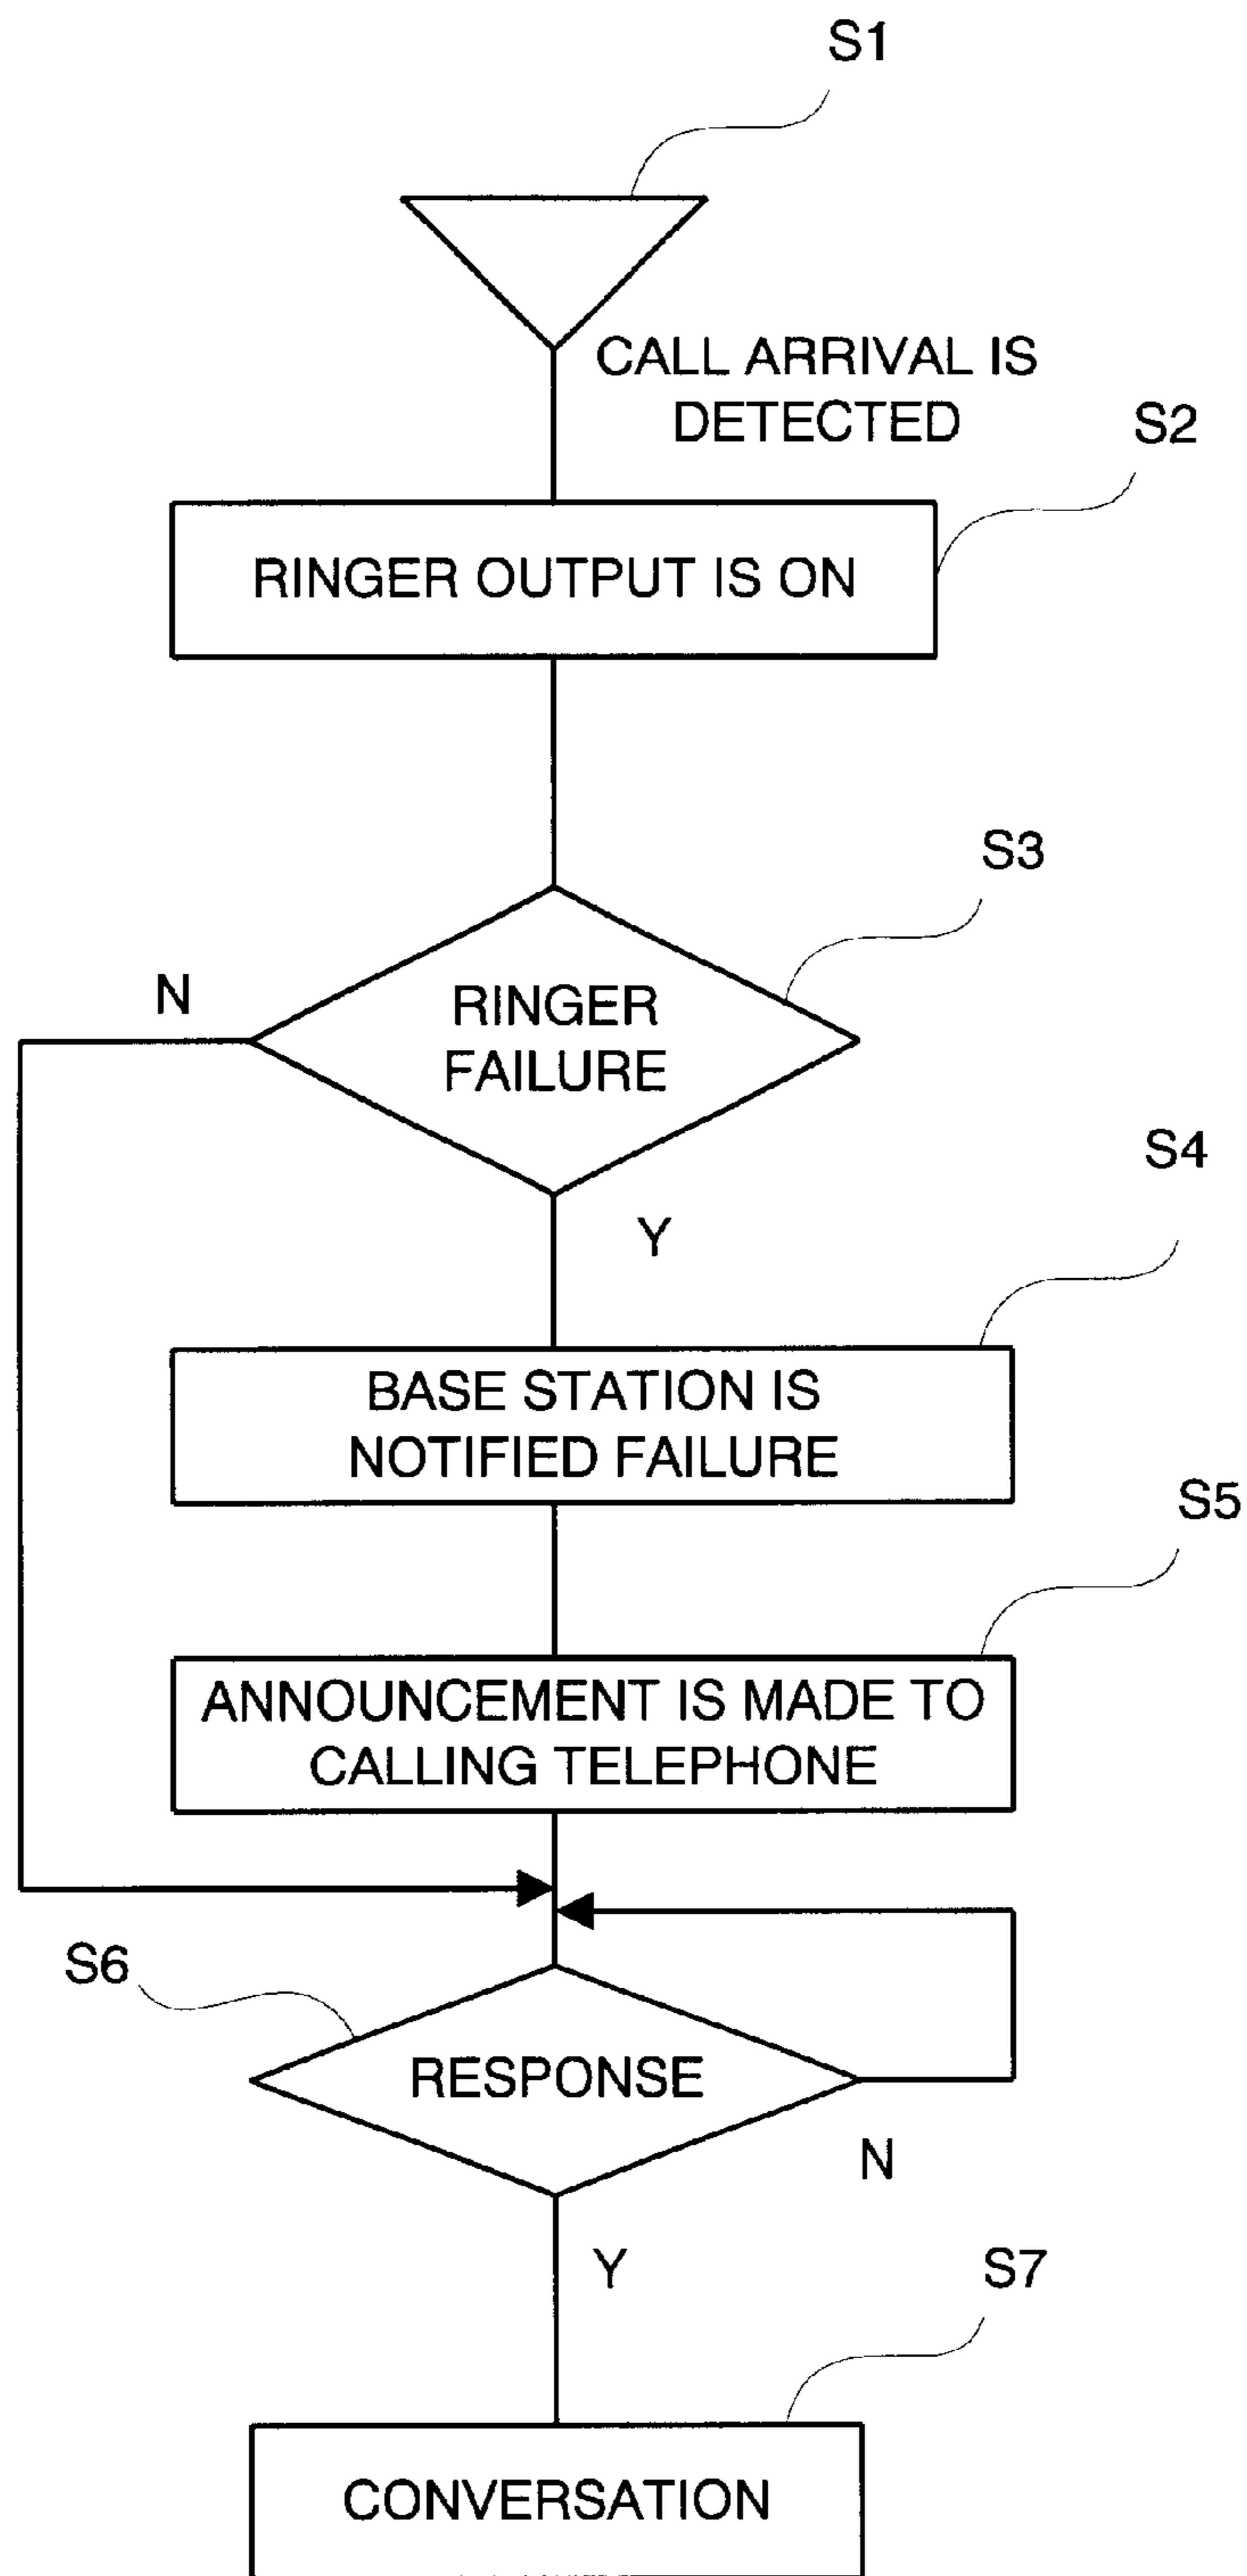 S1
CALL ARRIVAL IS
DETECTED
S2
RINGER OUTPUT IS ON
S3
N
RINGER
FAILURE
S4
Y
BASE STATION IS
NOTIFIED FAILURE
S5
ANNOUNCEMENT IS MADE TO
CALLING TELEPHONE
S6
RESPONSE
N
Y
S7
CONVERSATION